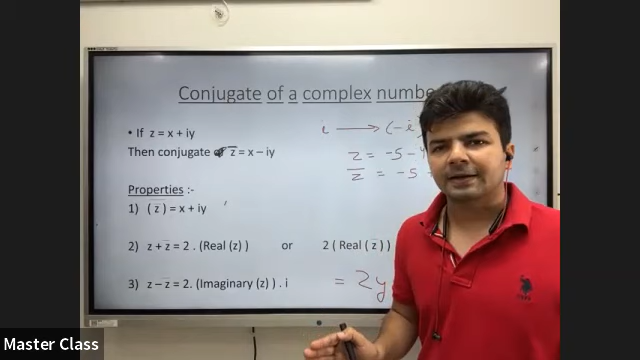 Conjugate of a complex numbe
• If z = x + iy
i → (-i)
Then conjugate of z̅ = x – iy
z = -5 -
z̅ = -5
Properties :-
1) ( z̅ ) = x + iy
2) z + z̅ = 2 . (Real (z) ) or 2 ( Real ( z̅ ) )
3) z – z̅ = 2. (Imaginary (z) ) . i = 2y
Master Class